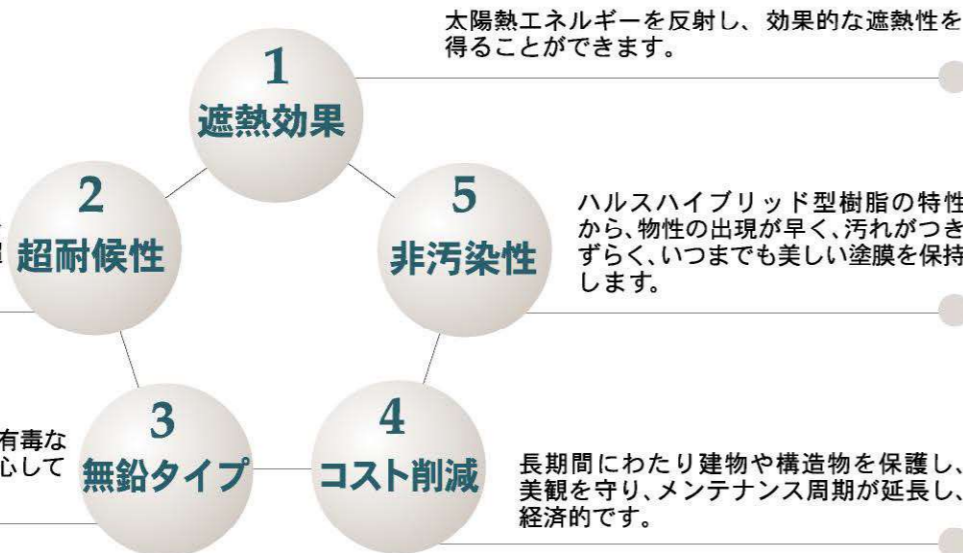 太陽熱エネルギーを反射し、効果的な遮熱性を
得ることができます。
1
遮熱効果
2
超耐候性
5
非汚染性
ハルスハイブリッド型樹脂の特性
から、物性の出現が早く、汚れがつき
ずらく、いつまでも美しい塗膜を保持
します。
3
無鉛タイプ
有毒な
心して
4
コスト削減
長期間にわたり建物や構造物を保護し、
美観を守り、メンテナンス周期が延長し、
経済的です。